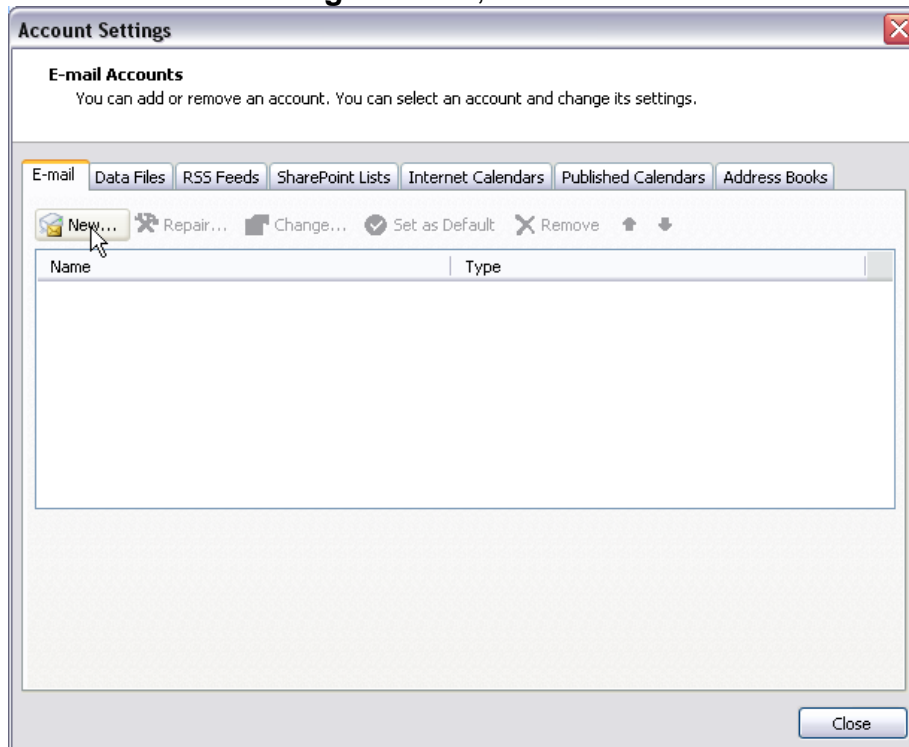 Account Settings
E-mail Accounts
You can add or remove an account. You can select an account and change its settings.
E-mail Data Files RSS Feeds SharePoint Lists Internet Calendars Published Calendars Address Books
New... Repair... Change... Set as Default Remove
Name Type
Close